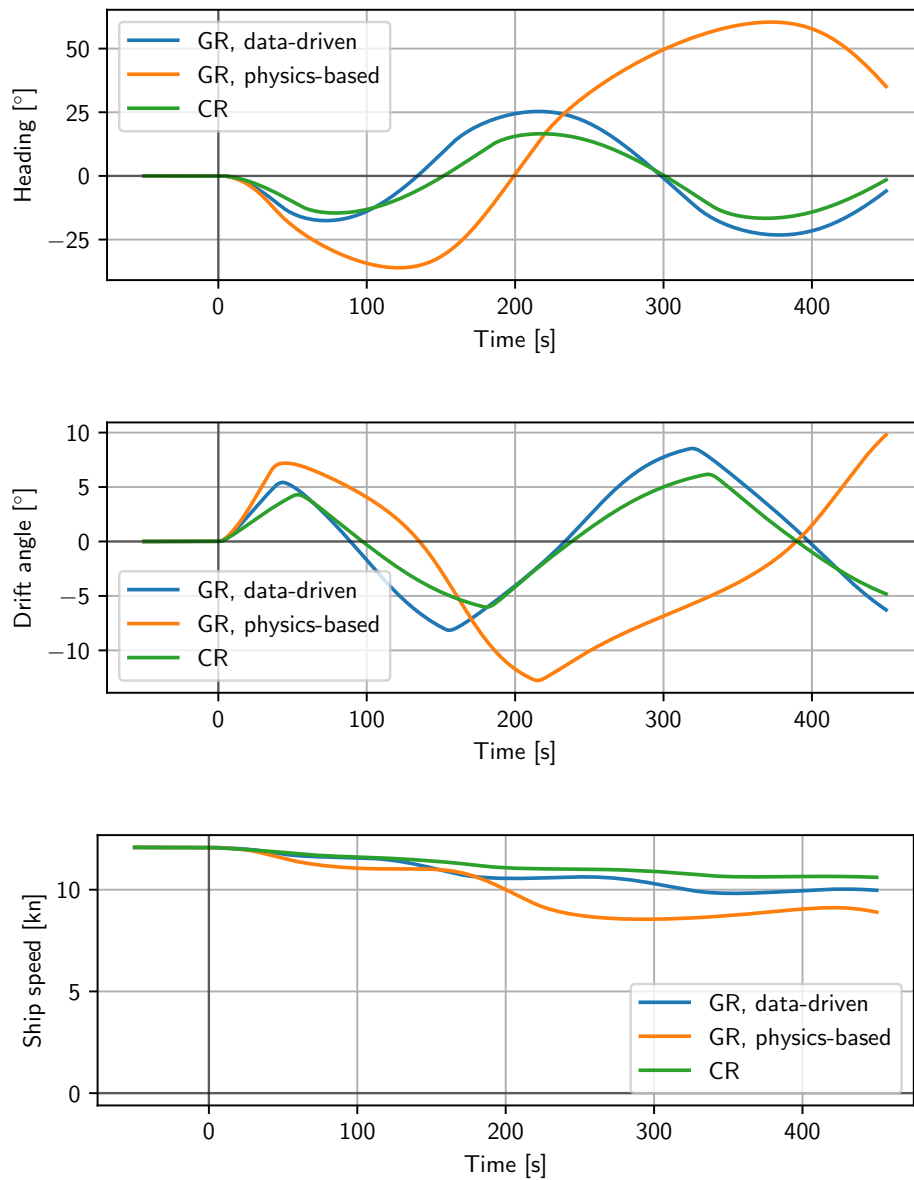 50
25
0
−25
Heading [°]
GR, data-driven
GR, physics-based
CR
0 100 200 300 400
Time [s]
10
5
0
−5
−10
Drift angle [°]
GR, data-driven
GR, physics-based
CR
0 100 200 300 400
Time [s]
10
5
0
Ship speed [kn]
GR, data-driven
GR, physics-based
CR
0 100 200 300 400
Time [s]